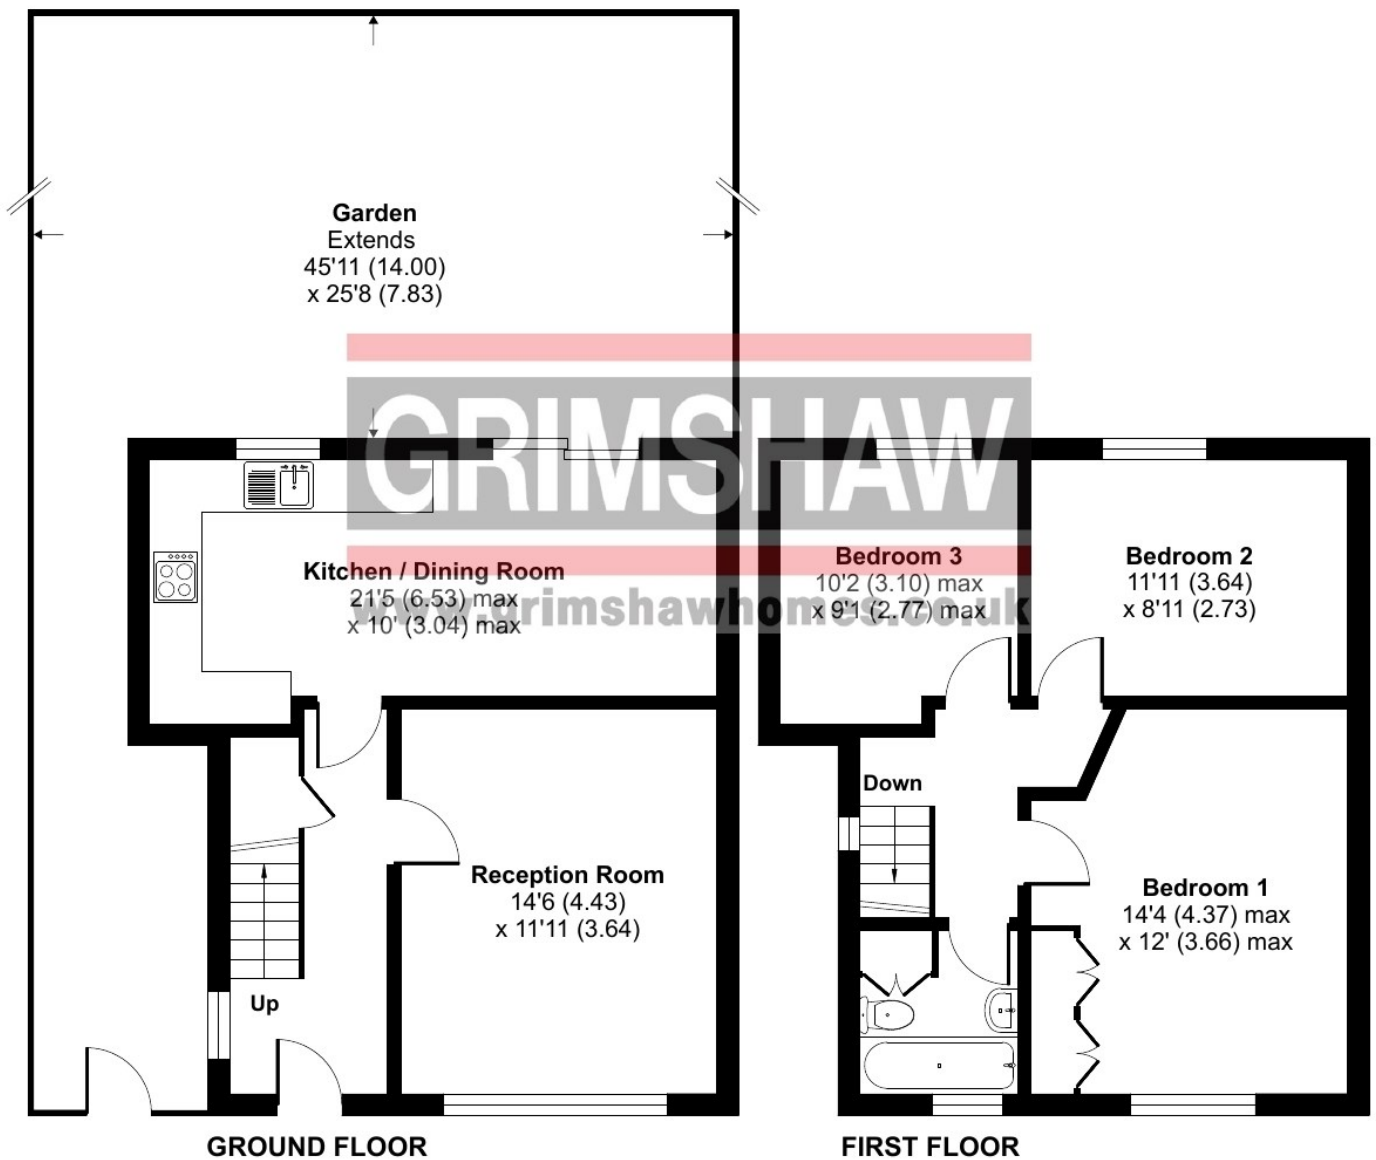 Garden
Extends
45'11 (14.00)
x 25'8 (7.83)
GRIMSHAW
www.grimshawhomes.co.uk
Kitchen / Dining Room
21'5 (6.53) max
x 10' (3.04) max
Bedroom 3
10'2 (3.10) max
x 9'1 (2.77) max
Bedroom 2
11'11 (3.64)
x 8'11 (2.73)
Down
Reception Room
14'6 (4.43)
x 11'11 (3.64)
Bedroom 1
14'4 (4.37) max
x 12' (3.66) max
Up
GROUND FLOOR
FIRST FLOOR